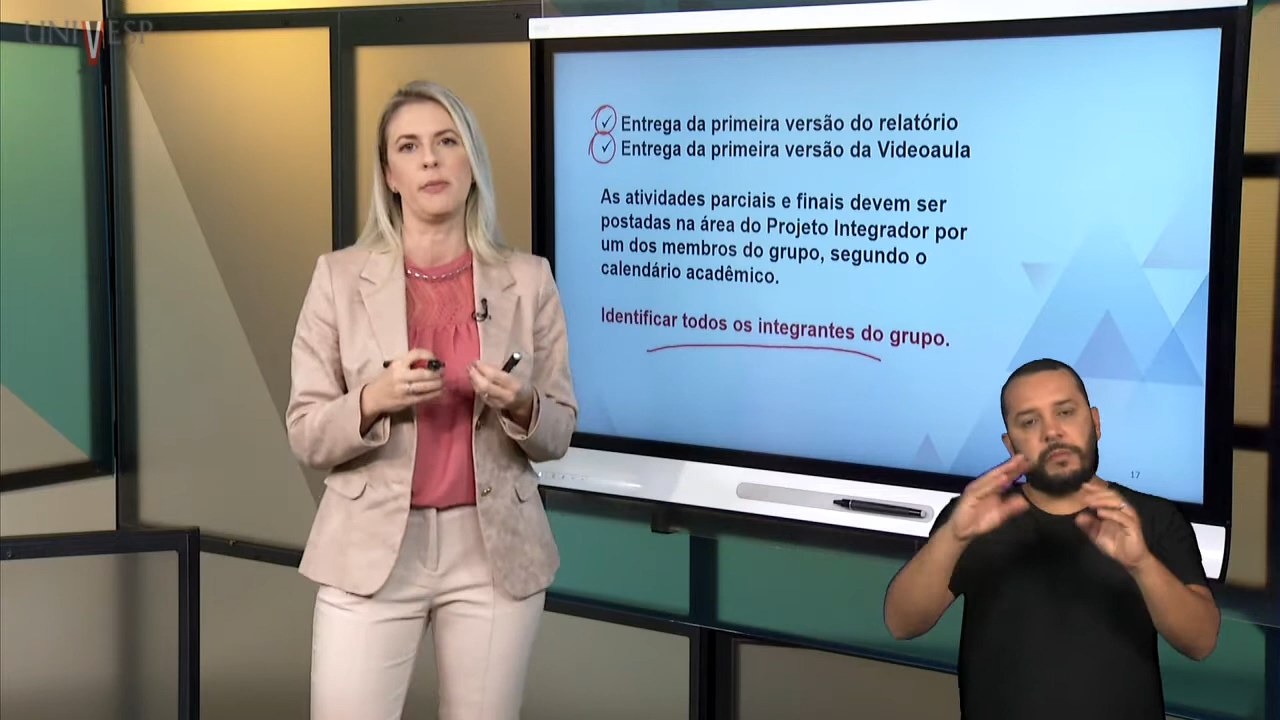 UNIVESP
✓ Entrega da primeira versão do relatório
✓ Entrega da primeira versão da Videoaula
As atividades parciais e finais devem ser
postadas na área do Projeto Integrador por
um dos membros do grupo, segundo o
calendário acadêmico.
Identificar todos os integrantes do grupo.
17